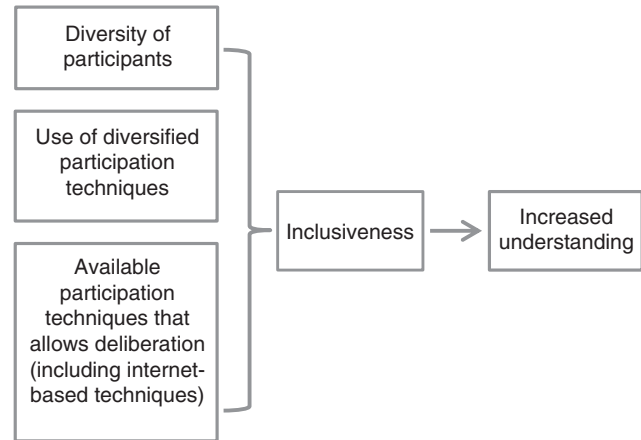 Diversity of
participants
Use of diversified
participation
techniques
Available
participation
techniques that
allows deliberation
(including internet-
based techniques)
Inclusiveness
Increased
understanding